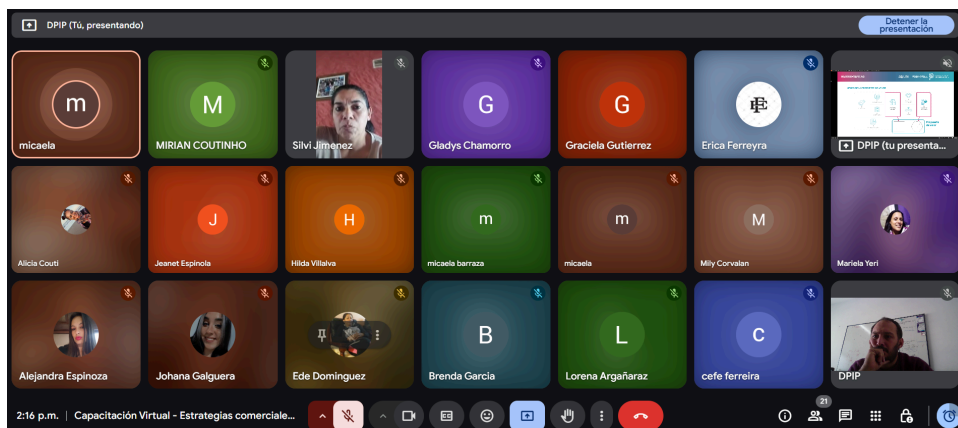 DPIP (Tú, presentando)
Detener la
presentación
m
micaela
M
MIRIAN COUTINHO
Silvi Jimenez
G
Gladys Chamorro
G
Graciela Gutierrez
Erica Ferreyra
DPIP (tu presenta...
Alicia Couti
J
Jeanet Espinola
H
Hilda Villalva
m
micaela barraza
m
micaela
M
Mily Corvalan
Mariela Yeri
Alejandra Espinoza
Johana Galguera
Ede Dominguez
B
Brenda Garcia
L
Lorena Argañaraz
c
cefe ferreira
DPIP
2:16 p.m. | Capacitación Virtual - Estrategias comerciale...
21